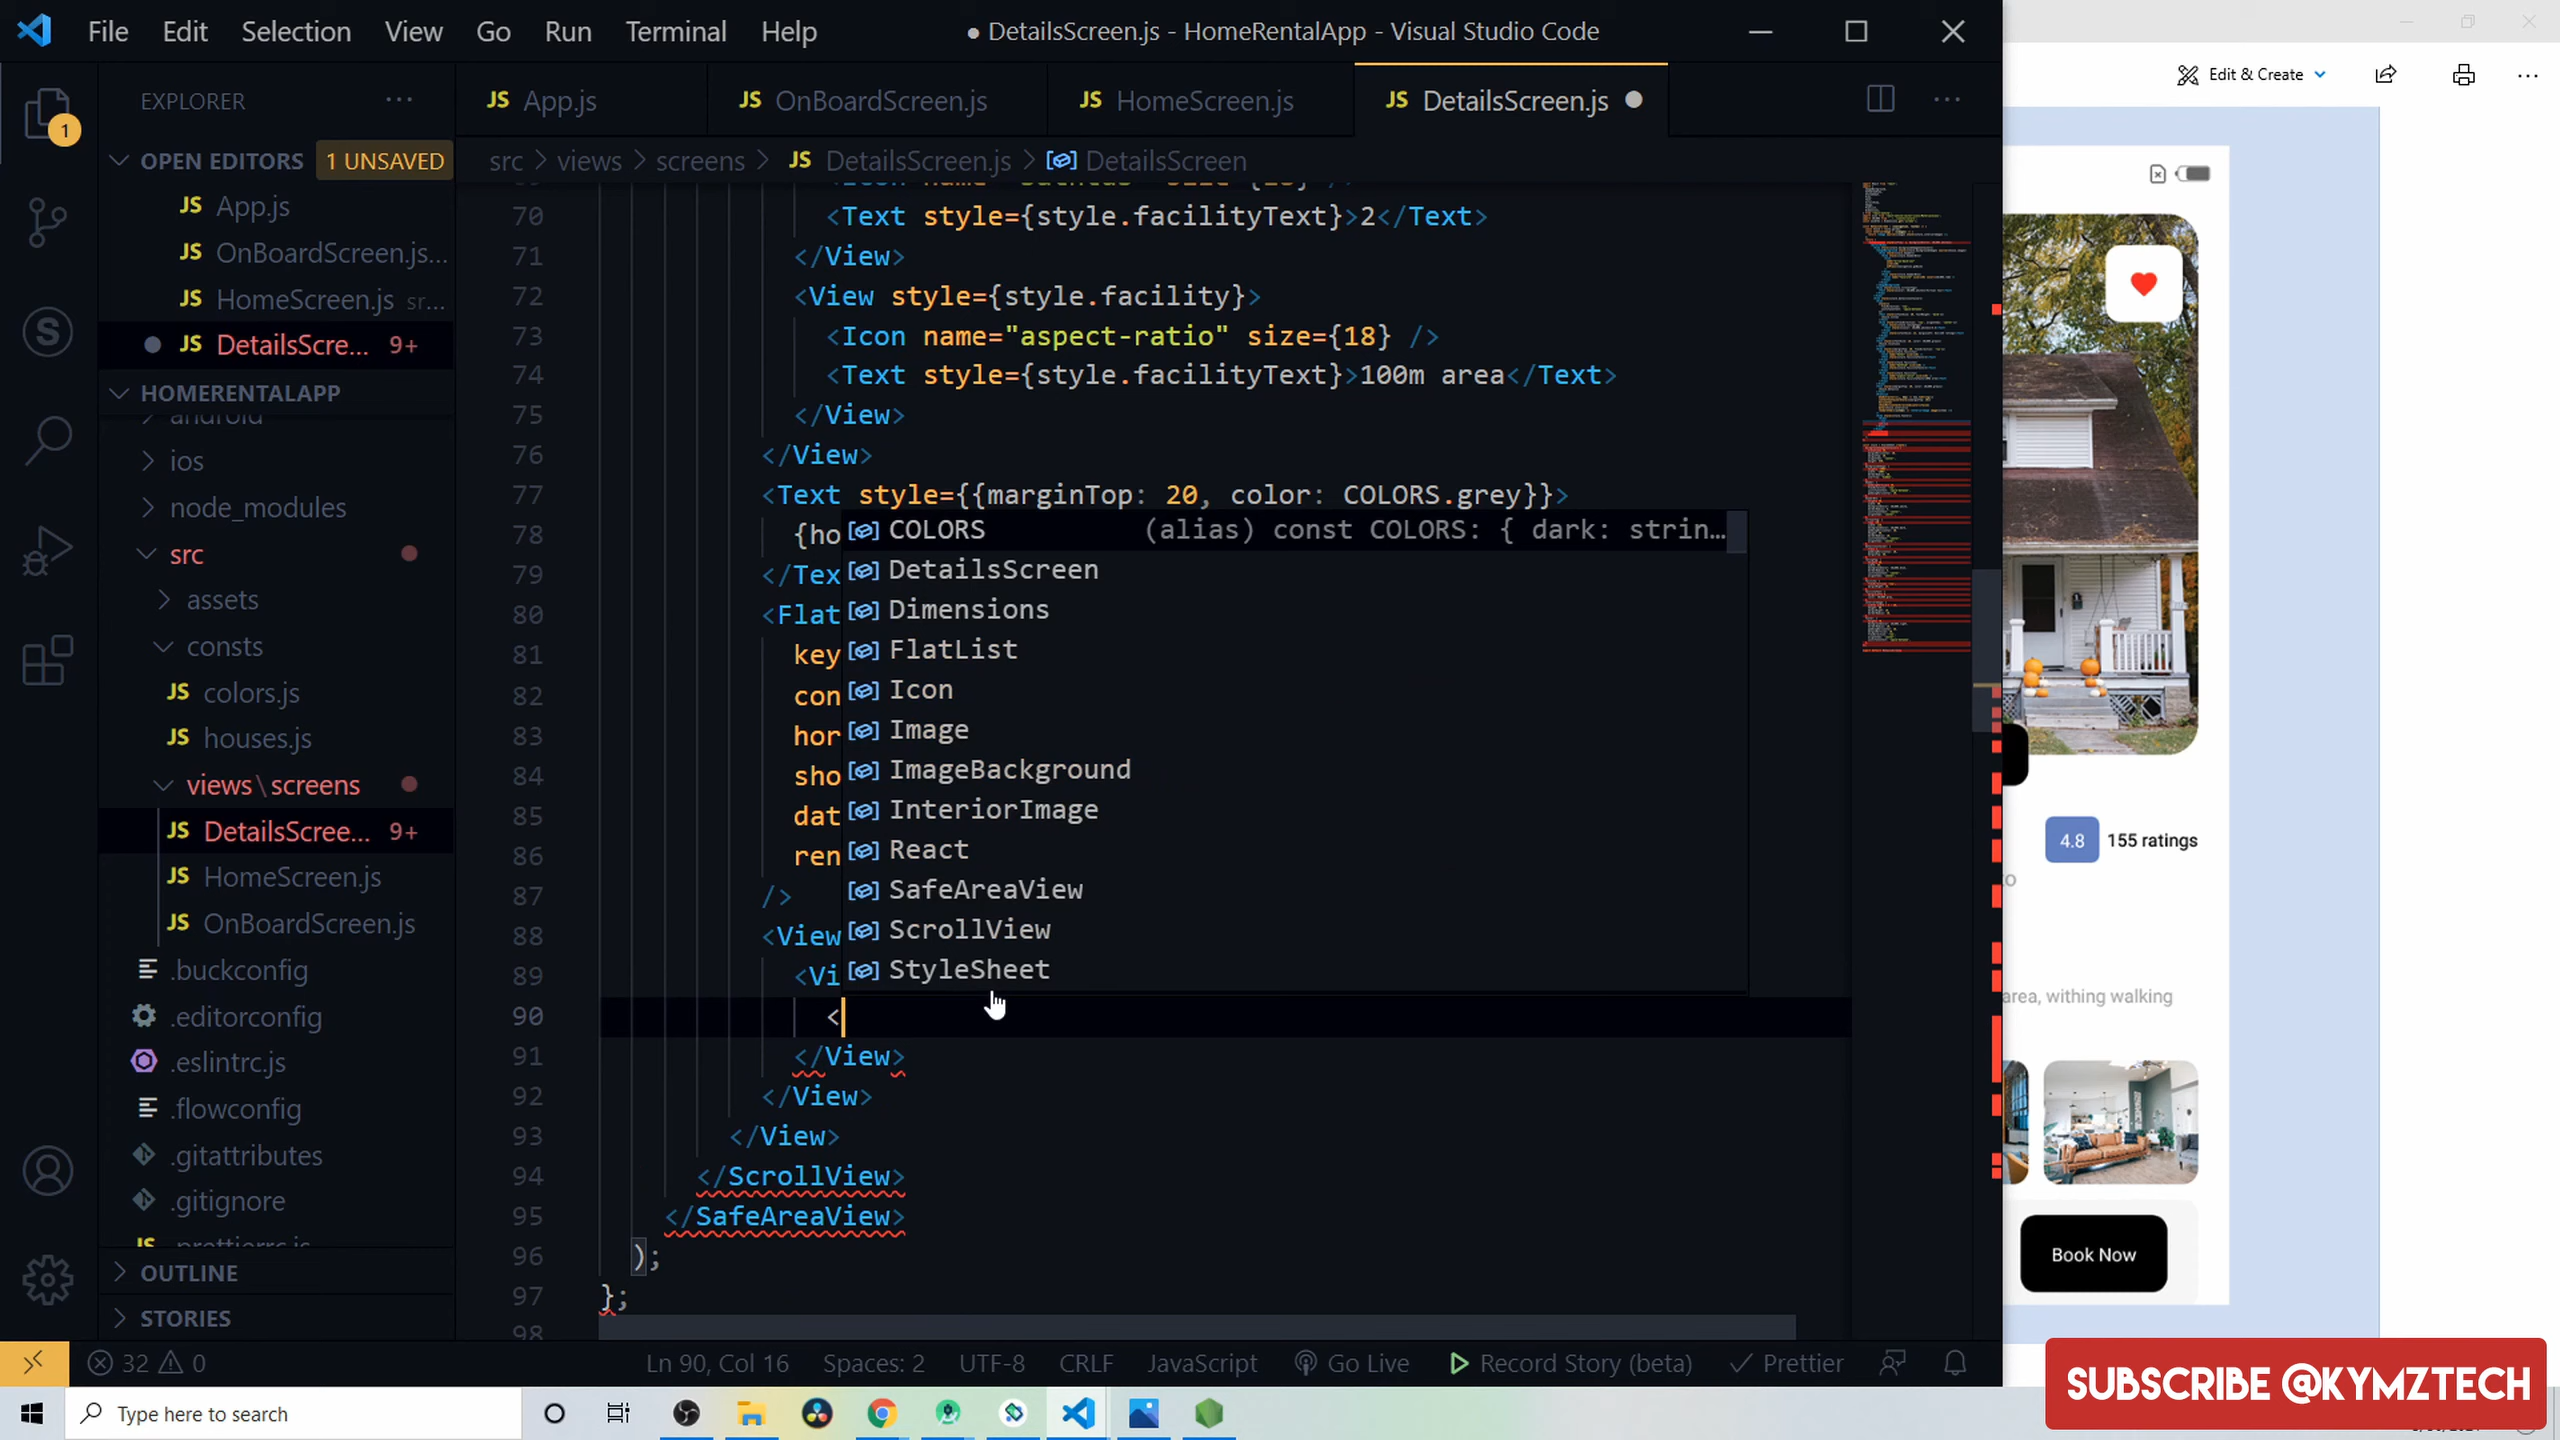 File Edit Selection View Go Run Terminal Help
● DetailsScreen.js - HomeRentalApp - Visual Studio Code
Edit & Create
EXPLORER
JS App.js
JS OnBoardScreen.js
JS HomeScreen.js
JS DetailsScreen.js
1
OPEN EDITORS 1 UNSAVED
src > views > screens > JS DetailsScreen.js > DetailsScreen
JS App.js
JS OnBoardScreen.js...
JS HomeScreen.js sr...
JS DetailsScre... 9+
HOMERENTALAPP
android
ios
node_modules
src
assets
consts
JS colors.js
JS houses.js
views\screens
JS DetailsScree... 9+
JS HomeScreen.js
JS OnBoardScreen.js
.buckconfig
.editorconfig
.eslintrc.js
.flowconfig
.gitattributes
.gitignore
JS .prettierrc.js
OUTLINE
STORIES
70 <Text style={style.facilityText}>2</Text>
71 </View>
72 <View style={style.facility}>
73 <Icon name="aspect-ratio" size={18} />
74 <Text style={style.facilityText}>100m area</Text>
75 </View>
76 </View>
77 <Text style={{marginTop: 20, color: COLORS.grey}}>
78 {ho
79 </Tex
80 <Flat
81 key
82 con
83 hor
84 sho
85 dat
86 ren
87 />
88 <View
89 <Vi
90 <
91 </View>
92 </View>
93 </View>
94 </ScrollView>
95 </SafeAreaView>
96 );
97 };
98
COLORS (alias) const COLORS: { dark: strin...
DetailsScreen
Dimensions
FlatList
Icon
Image
ImageBackground
InteriorImage
React
SafeAreaView
ScrollView
StyleSheet
4.8 155 ratings
to
area, withing walking
Book Now
32 0
Ln 90, Col 16 Spaces: 2 UTF-8 CRLF JavaScript Go Live Record Story (beta) Prettier
Type here to search
SUBSCRIBE @KYMZTECH